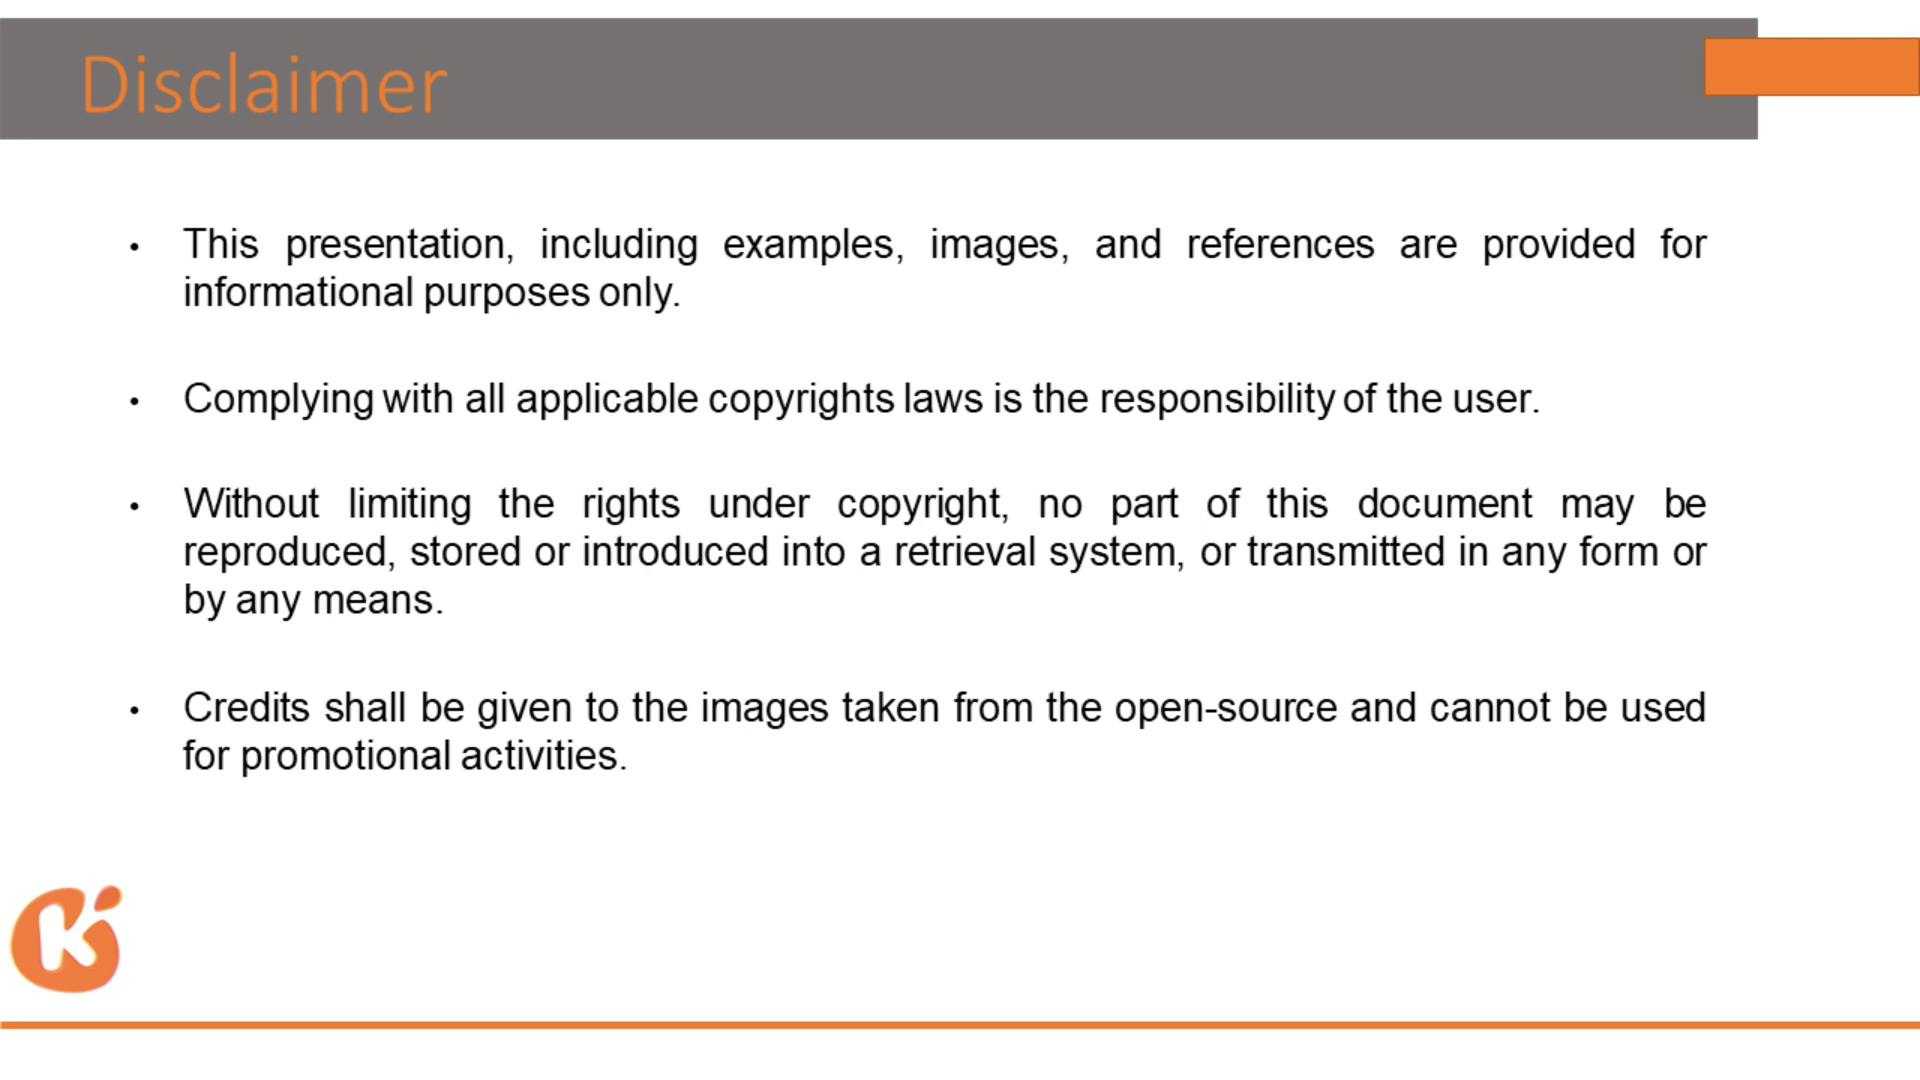 Disclaimer
• This presentation, including examples, images, and references are provided for
informational purposes only.
• Complying with all applicable copyrights laws is the responsibility of the user.
• Without limiting the rights under copyright, no part of this document may be
reproduced, stored or introduced into a retrieval system, or transmitted in any form or
by any means.
• Credits shall be given to the images taken from the open-source and cannot be used
for promotional activities.
K